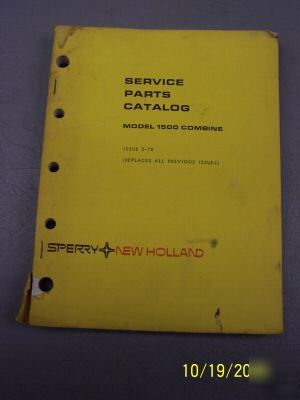 SERVICE
PARTS
CATALOG
MODEL 1500 COMBINE
ISSUE 5-74
(REPLACES ALL PREVIOUS ISSUES)
SPERRY NEW HOLLAND
10/19/20